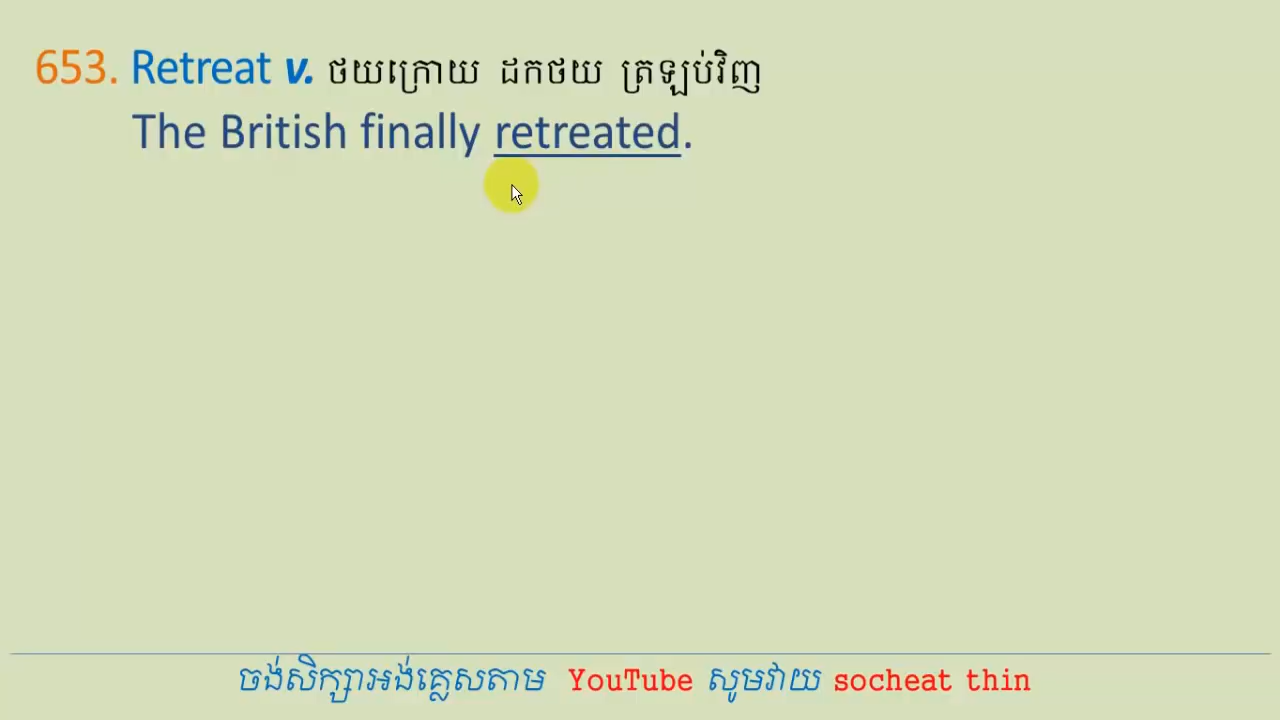 653. Retreat v. ថយក្រោយ ដកថយ ត្រឡប់វិញ
The British finally retreated.
ចង់សិក្សាអង់គ្លេសតាម YouTube សូមវាយ socheat thin